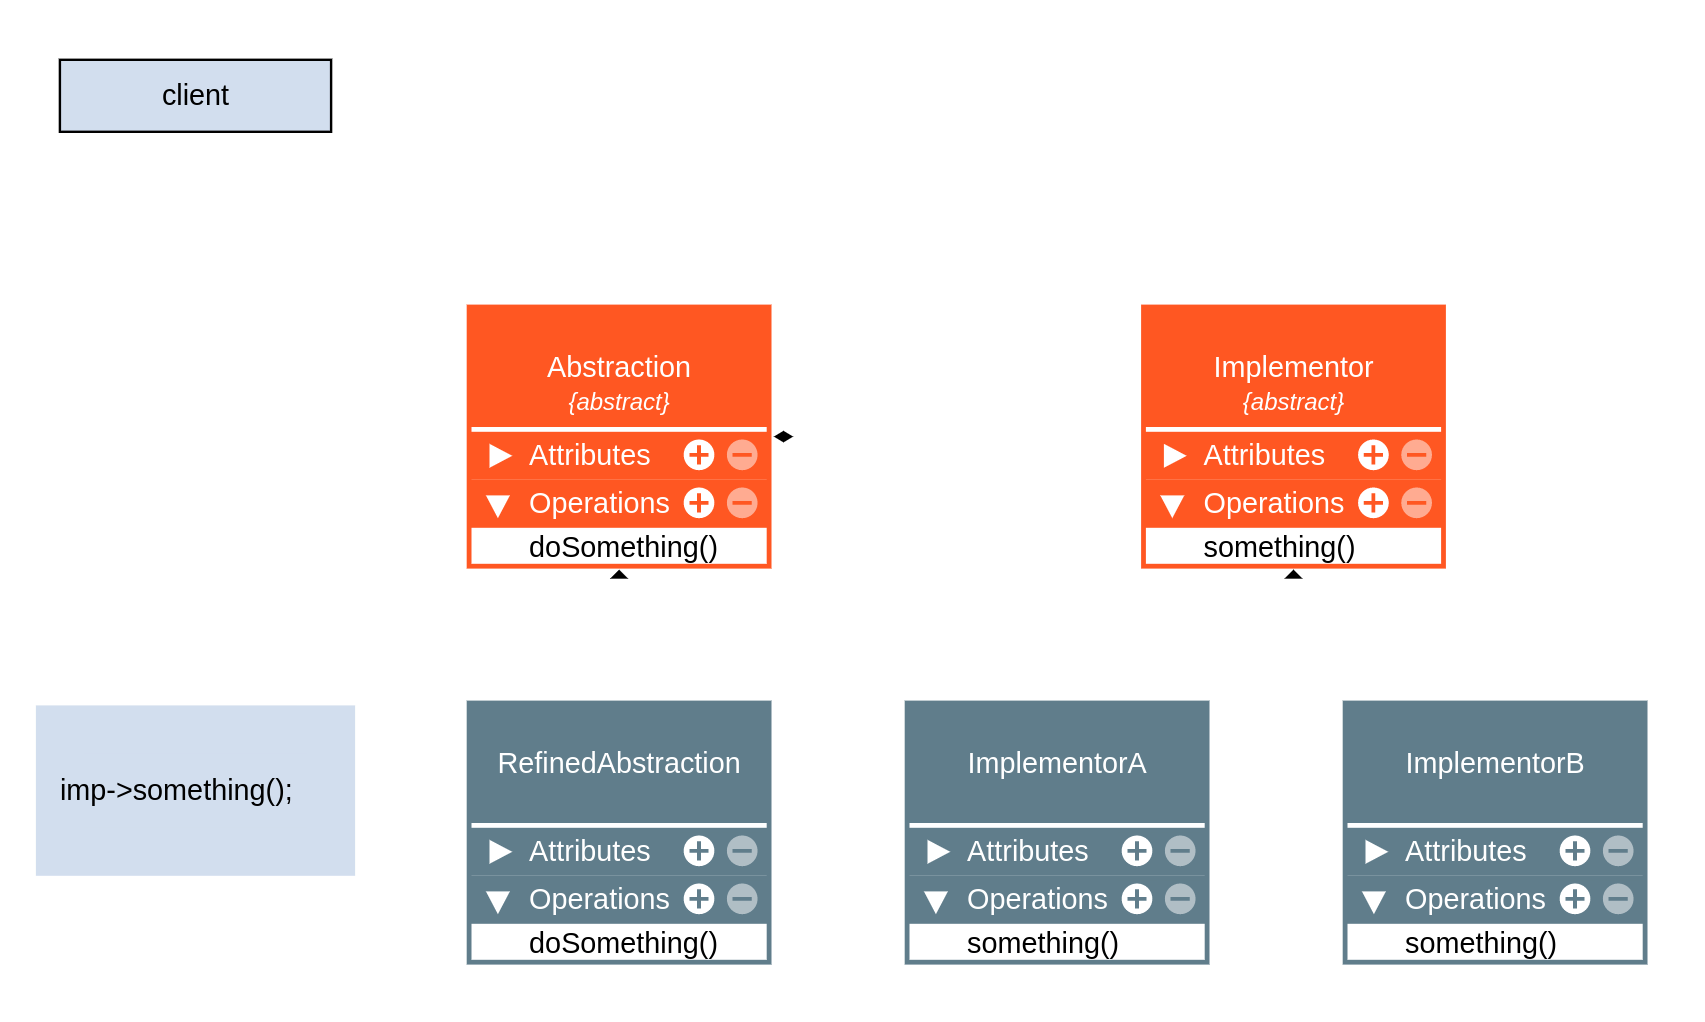 client
Abstraction
{abstract}
Attributes
Operations
doSomething()
Implementor
{abstract}
Attributes
Operations
something()
imp->something();
RefinedAbstraction
Attributes
Operations
doSomething()
ImplementorA
Attributes
Operations
something()
ImplementorB
Attributes
Operations
something()